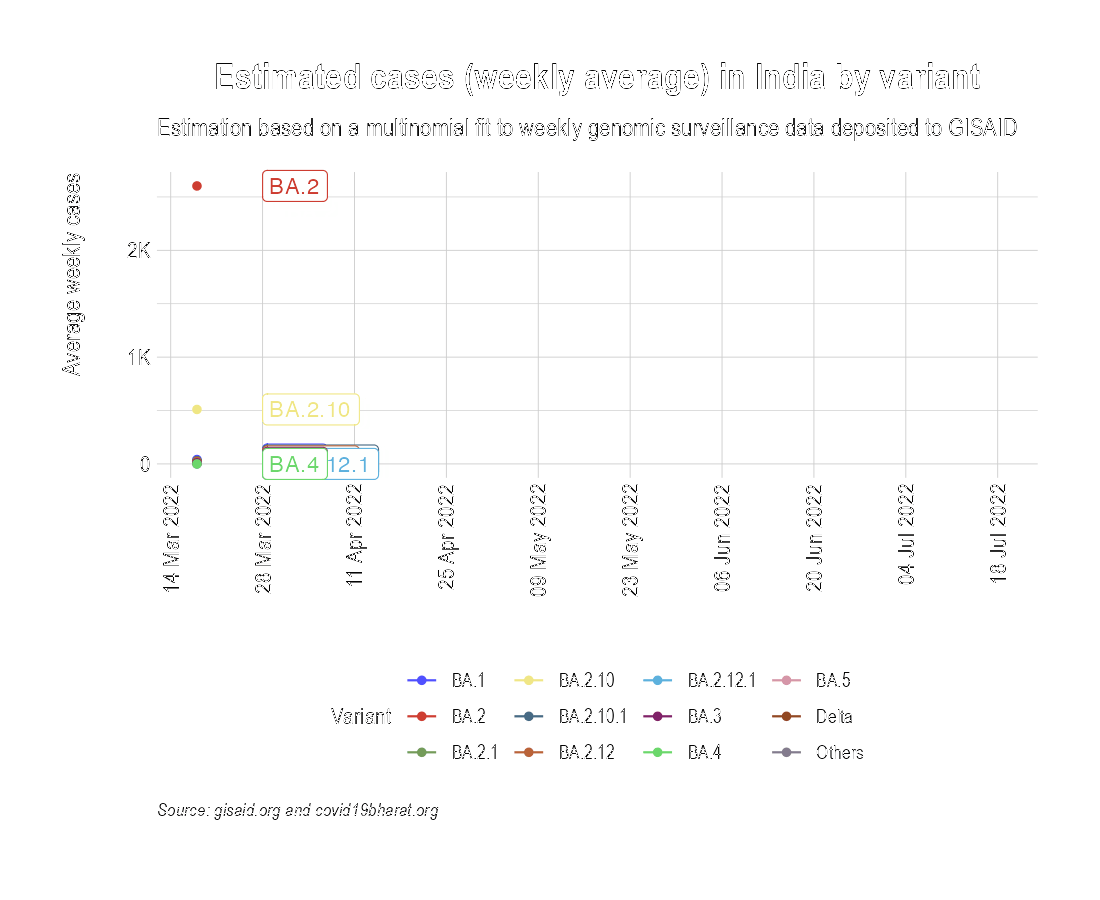 Estimated cases (weekly average) in India by variant
Estimation based on a multinomial fit to weekly genomic surveillance data deposited to GISAID
Average weekly cases
2K
1K
0
BA.2
BA.2.10
BA.4
12.1
14 Mar 2022
28 Mar 2022
11 Apr 2022
25 Apr 2022
09 May 2022
23 May 2022
06 Jun 2022
20 Jun 2022
04 Jul 2022
18 Jul 2022
Variant
BA.1
BA.2
BA.2.1
BA.2.10
BA.2.10.1
BA.2.12
BA.2.12.1
BA.3
BA.4
BA.5
Delta
Others
Source: gisaid.org and covid19bharat.org